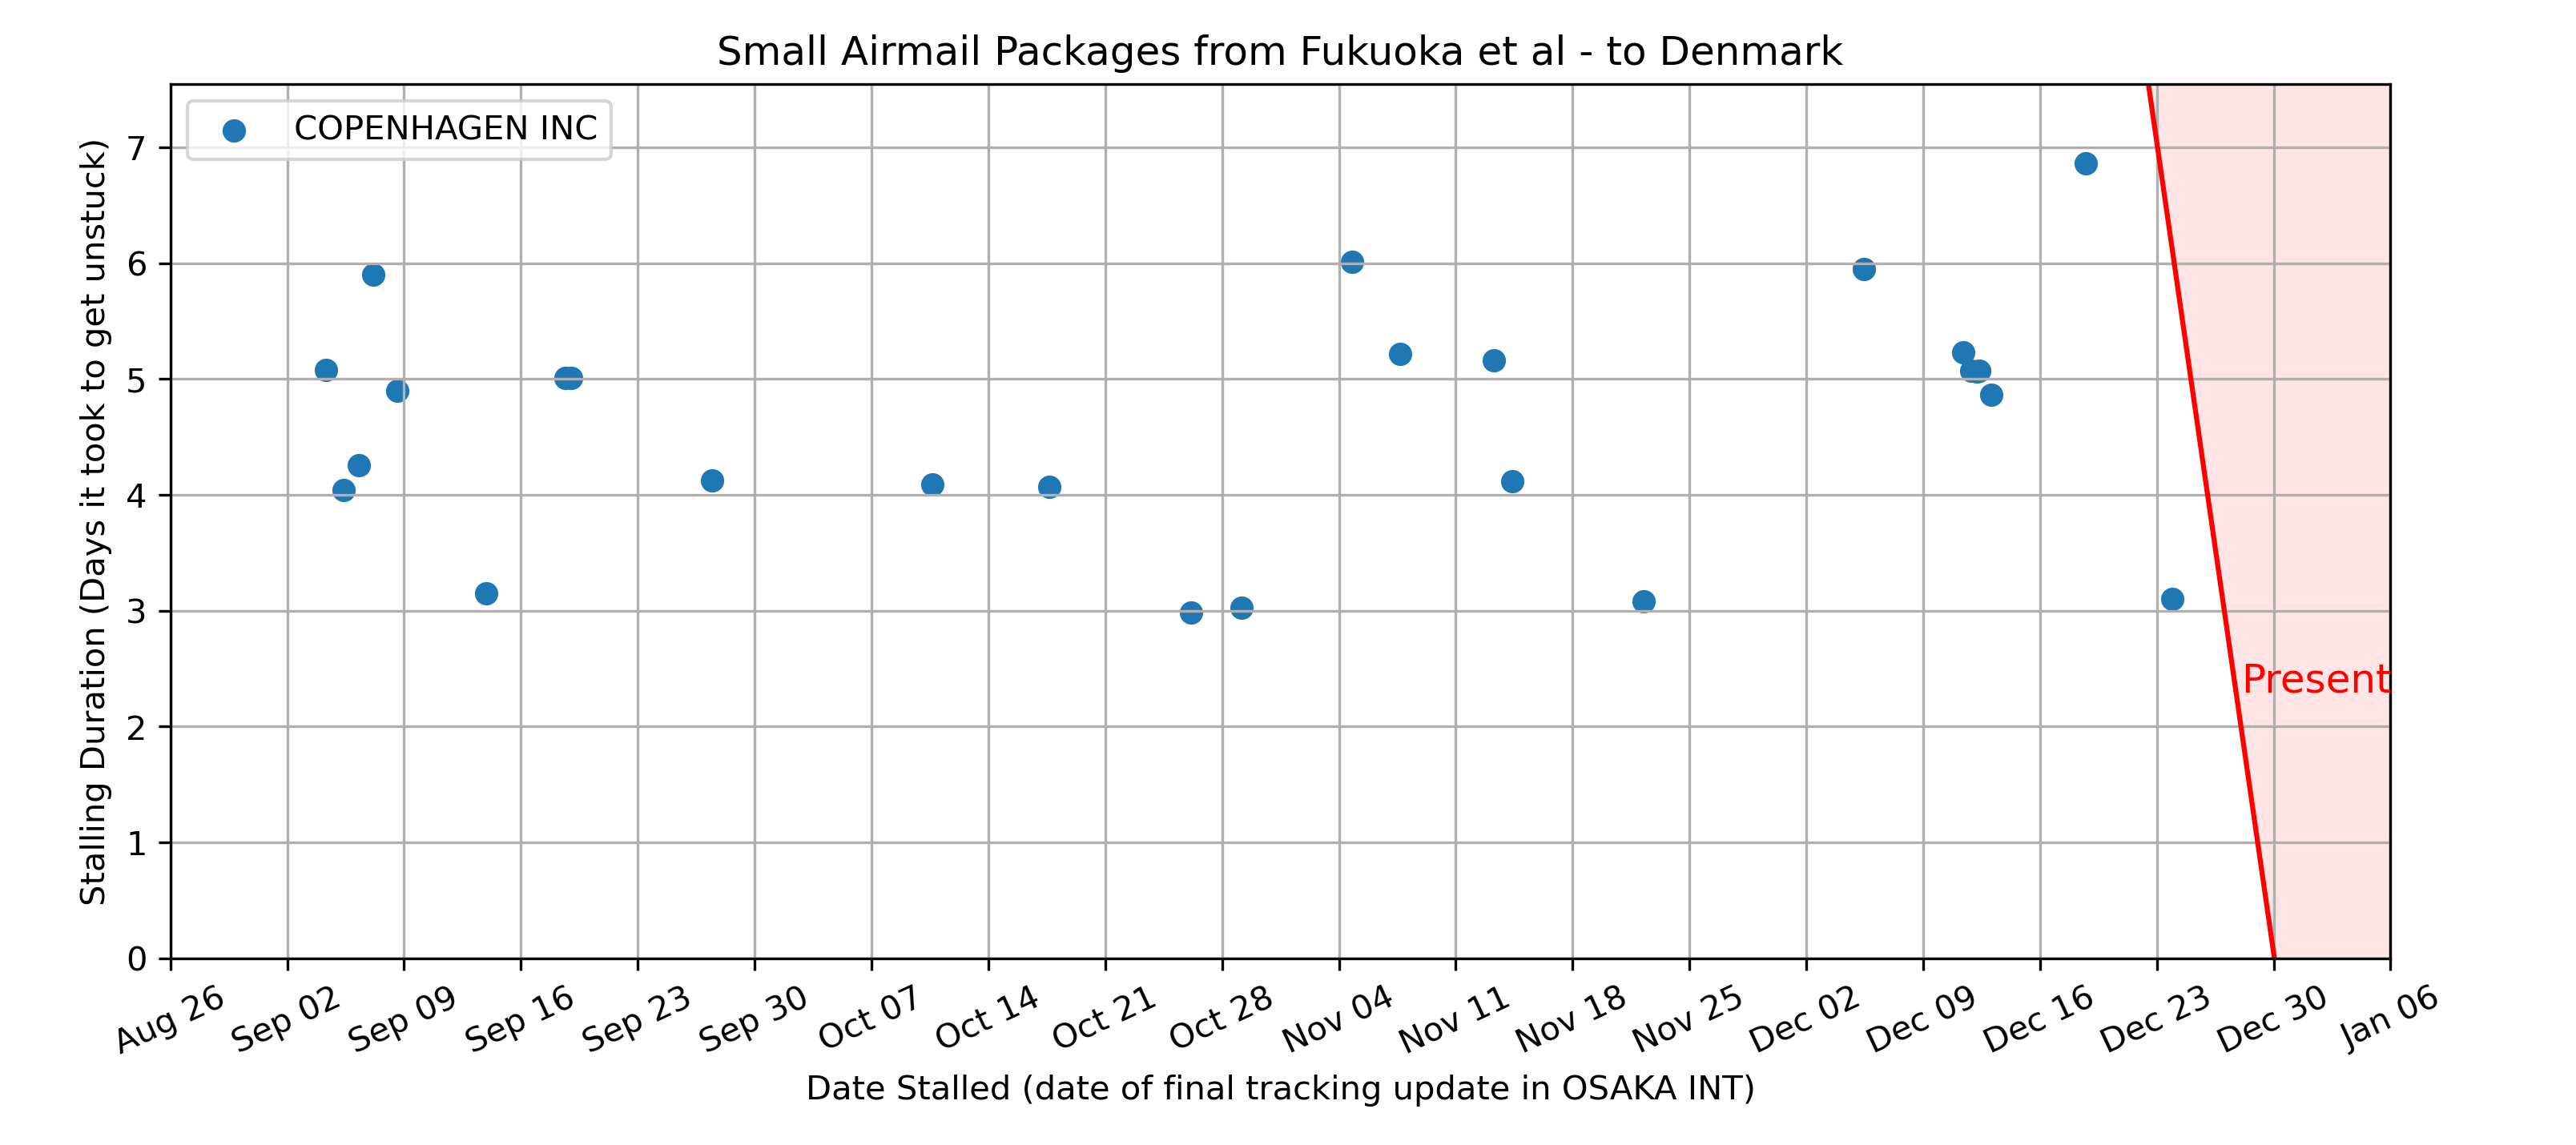 Small Airmail Packages from Fukuoka et al - to Denmark
COPENHAGEN INC
Stalling Duration (Days it took to get unstuck)
7
6
5
4
3
2
1
0
Present
Aug 26
Sep 02
Sep 09
Sep 16
Sep 23
Sep 30
Oct 07
Oct 14
Oct 21
Oct 28
Nov 04
Nov 11
Nov 18
Nov 25
Dec 02
Dec 09
Dec 16
Dec 23
Dec 30
Jan 06
Date Stalled (date of final tracking update in OSAKA INT)